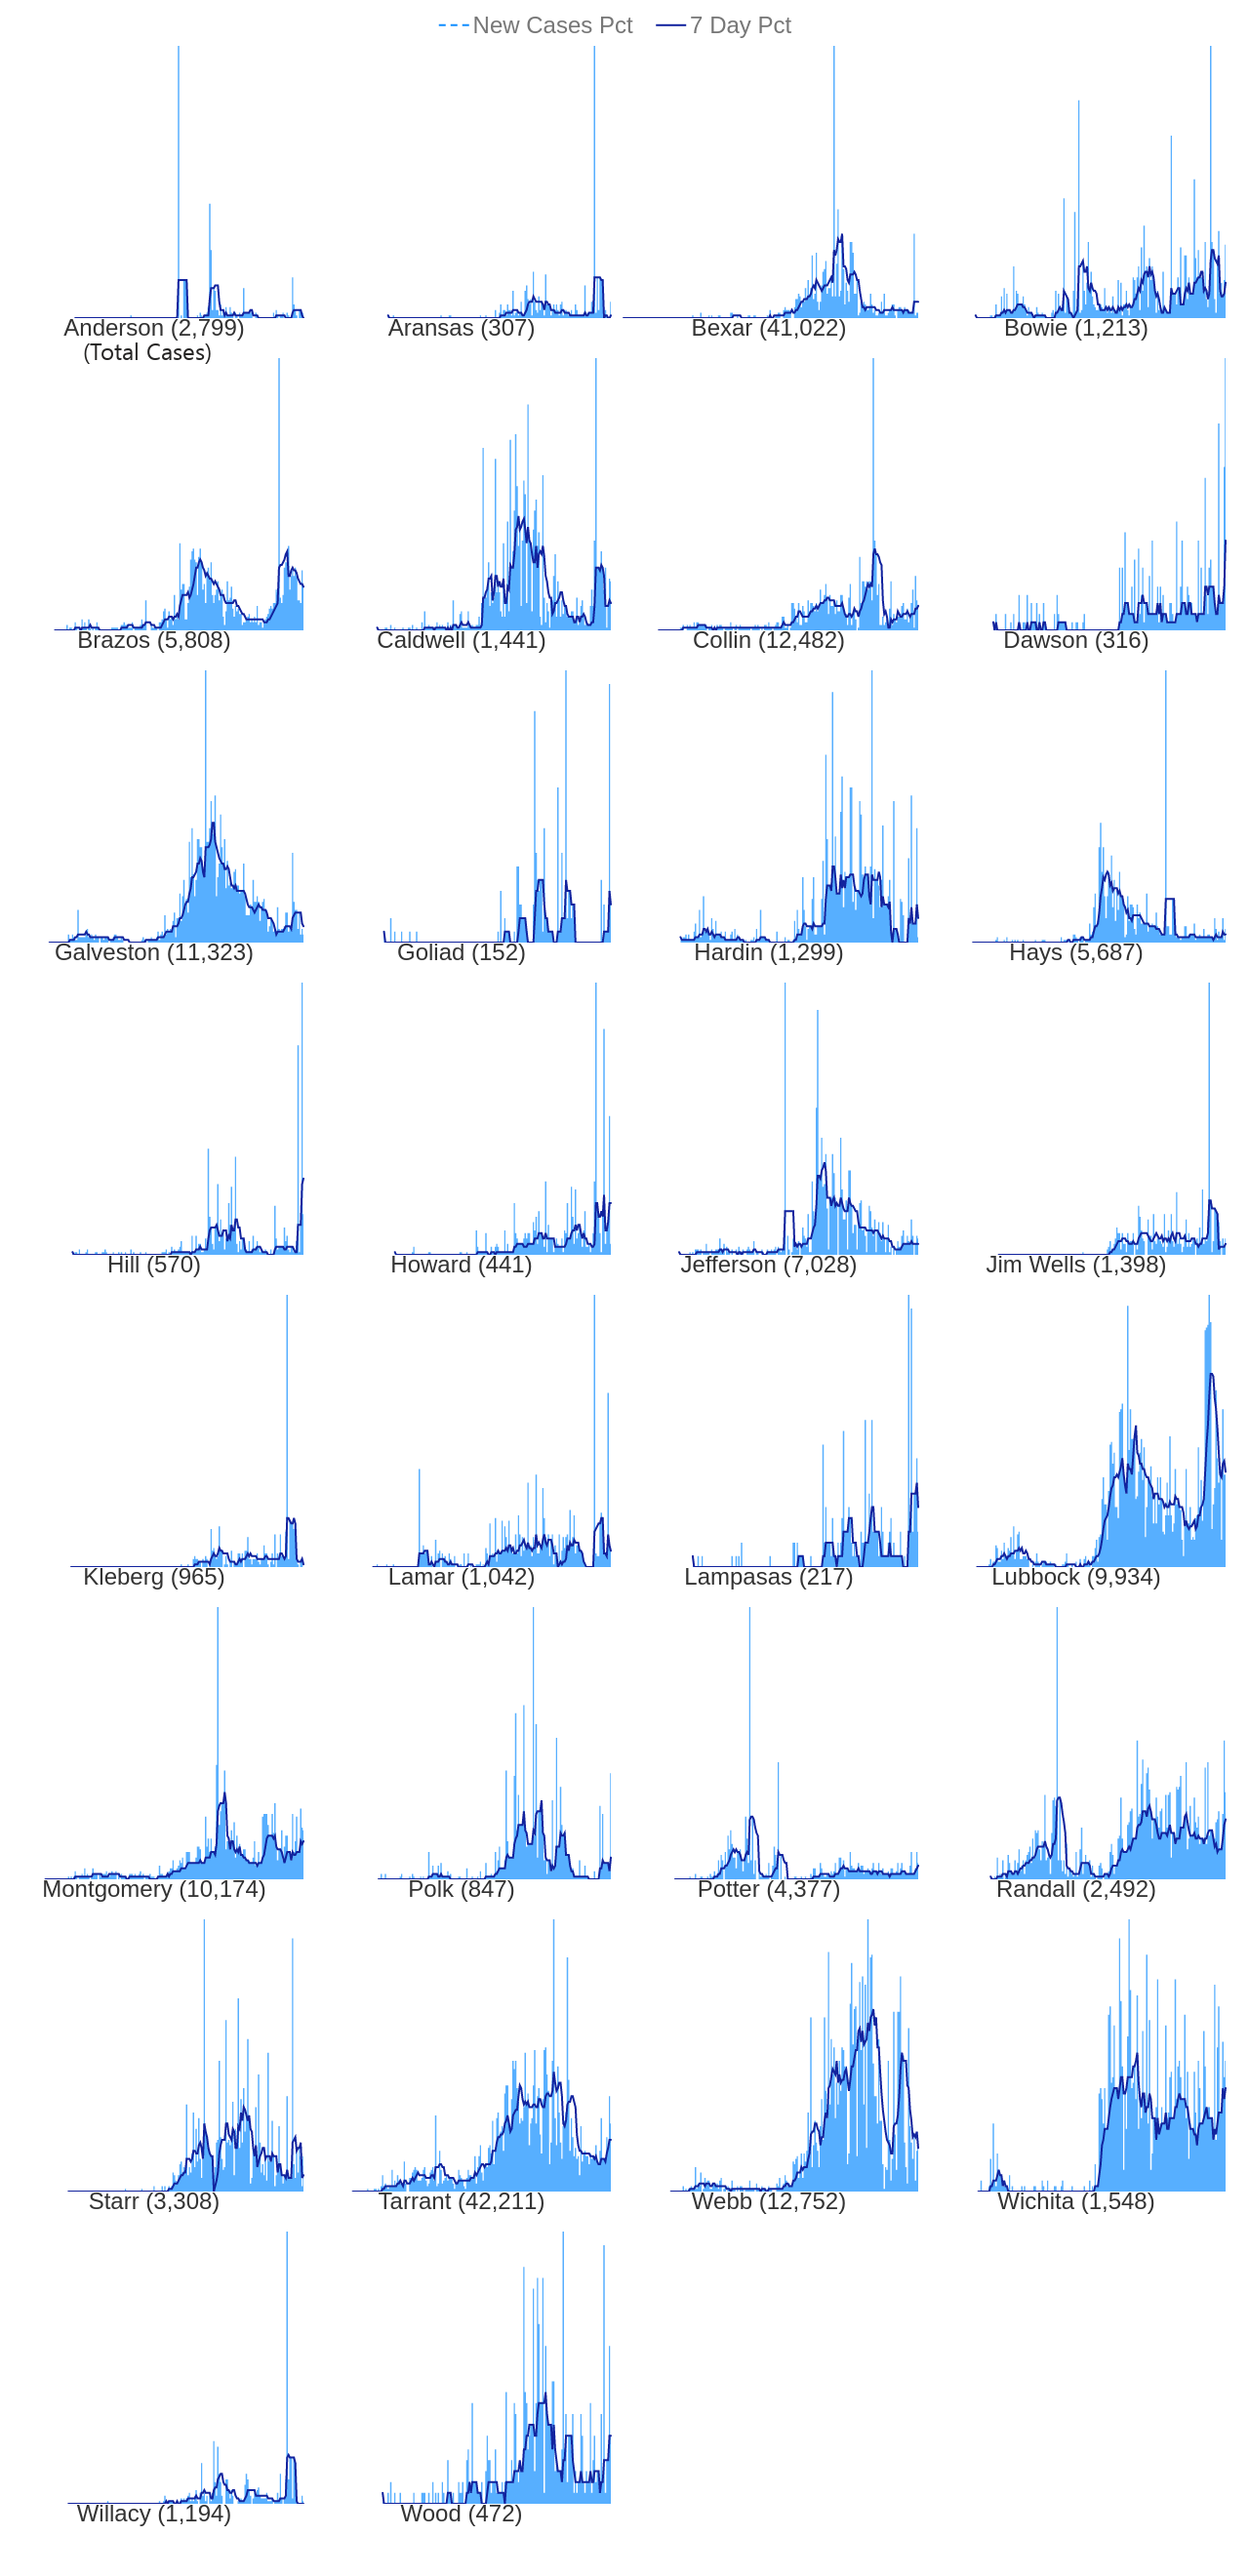 New Cases Pct 7 Day Pct
Anderson (2,799) Aransas (307) Bexar (41,022) Bowie (1,213)
(Total Cases)
Brazos (5,808) Caldwell (1,441) Collin (12,482) Dawson (316)
Galveston (11,323) Goliad (152) Hardin (1,299) Hays (5,687)
Hill (570) Howard (441) Jefferson (7,028) Jim Wells (1,398)
Kleberg (965) Lamar (1,042) Lampasas (217) Lubbock (9,934)
Montgomery (10,174) Polk (847) Potter (4,377) Randall (2,492)
Starr (3,308) Tarrant (42,211) Webb (12,752) Wichita (1,548)
Willacy (1,194) Wood (472)